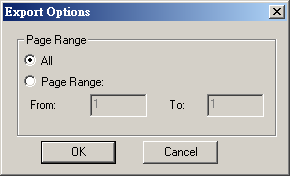 Export Options
Page Range
All
Page Range:
From: 1 To: 1
OK Cancel